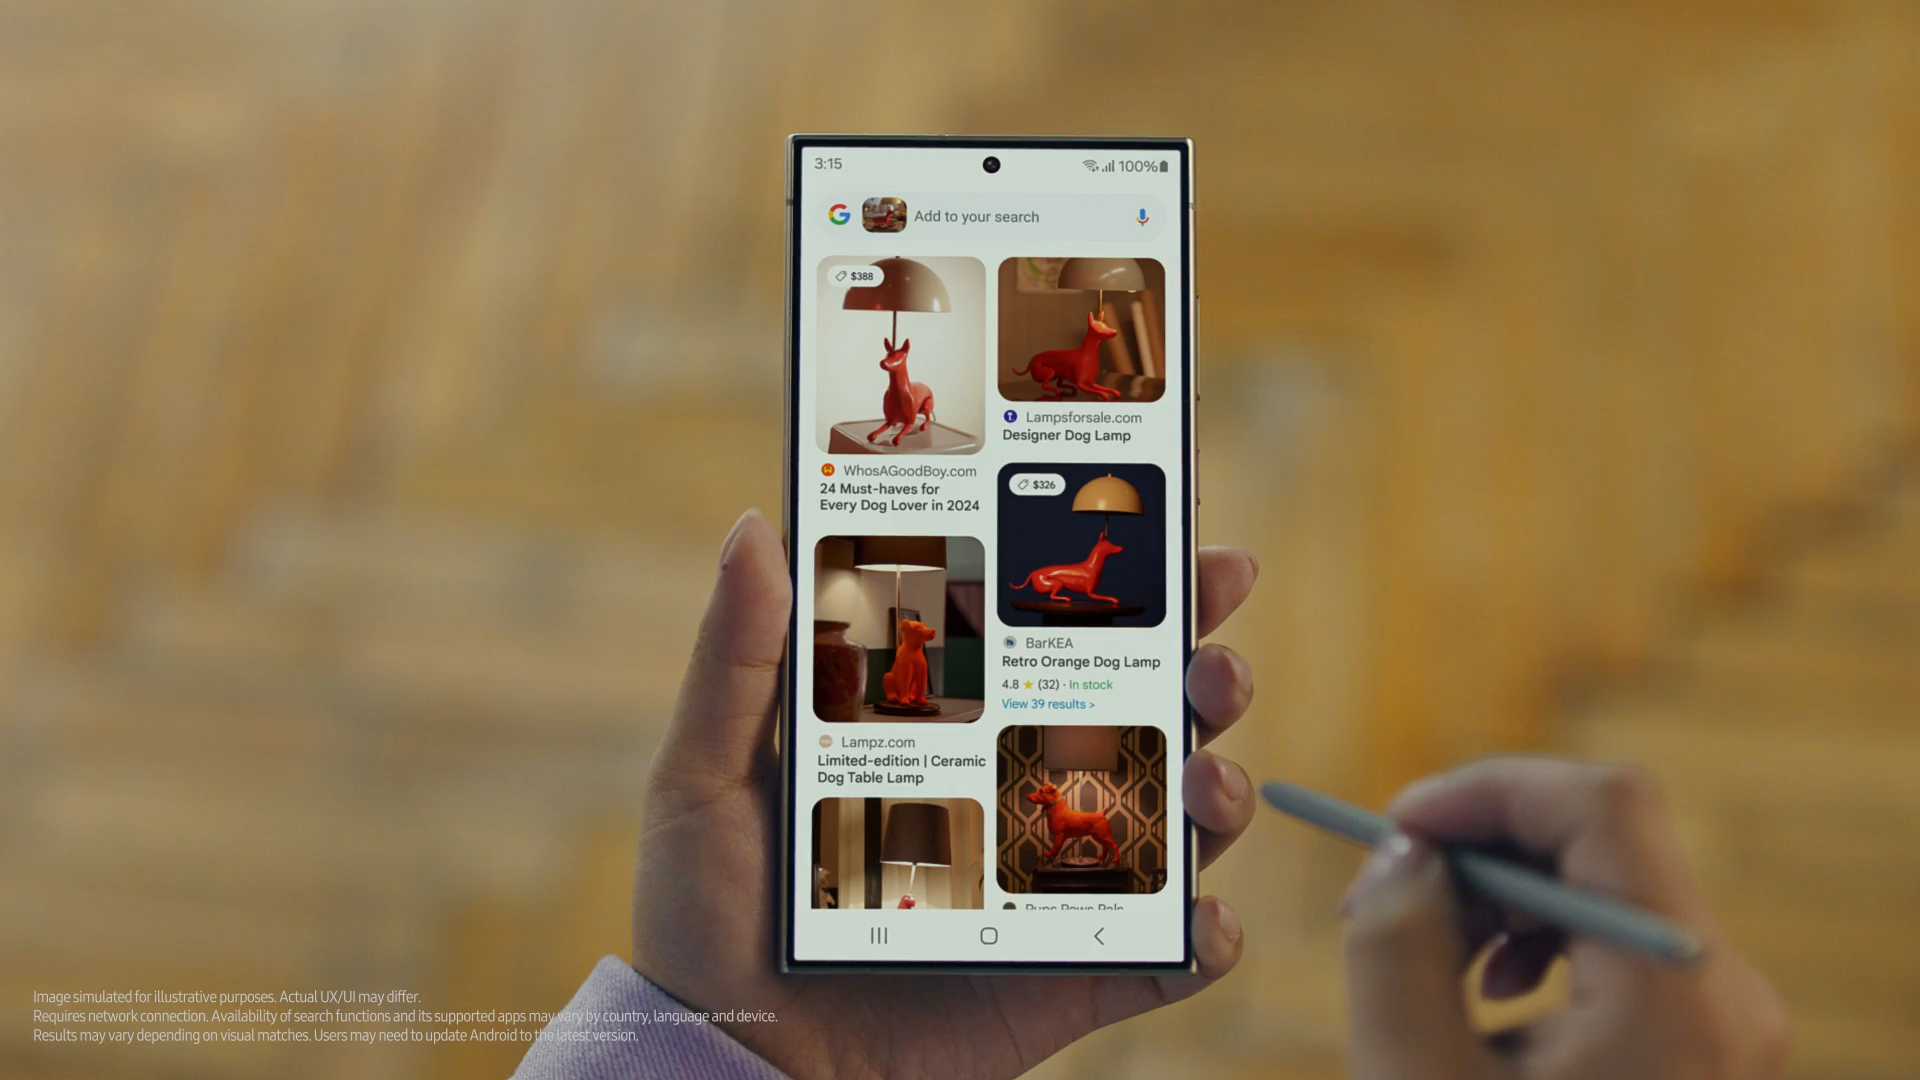 3:15
100%
Add to your search
$388
WhosAGoodBoy.com
24 Must-haves for
Every Dog Lover in 2024
Lampz.com
Limited-edition | Ceramic
Dog Table Lamp
Lampsforsale.com
Designer Dog Lamp
$326
BarKEA
Retro Orange Dog Lamp
4.8 ★ (32) · In stock
View 39 results >
Pups Paws Pals
Image simulated for illustrative purposes. Actual UX/UI may differ.
Requires network connection. Availability of search functions and its supported apps may vary by country, language and device.
Results may vary depending on visual matches. Users may need to update Android to the latest version.